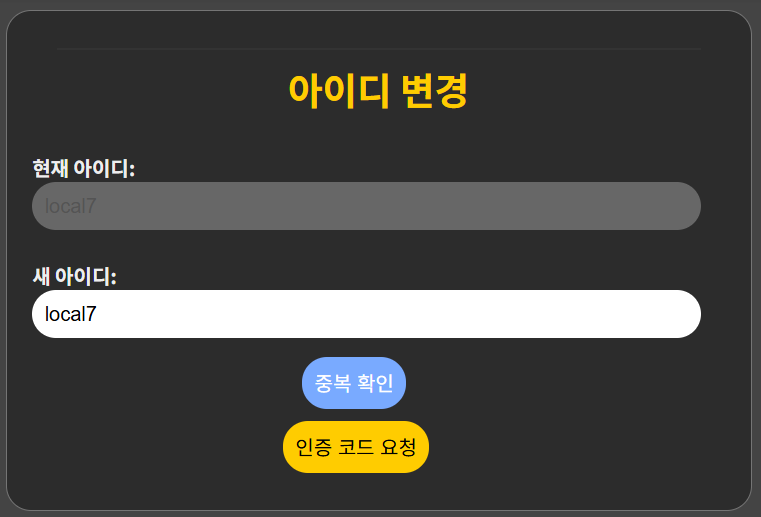 아이디 변경
현재 아이디:
local7
새 아이디:
local7
중복 확인
인증 코드 요청